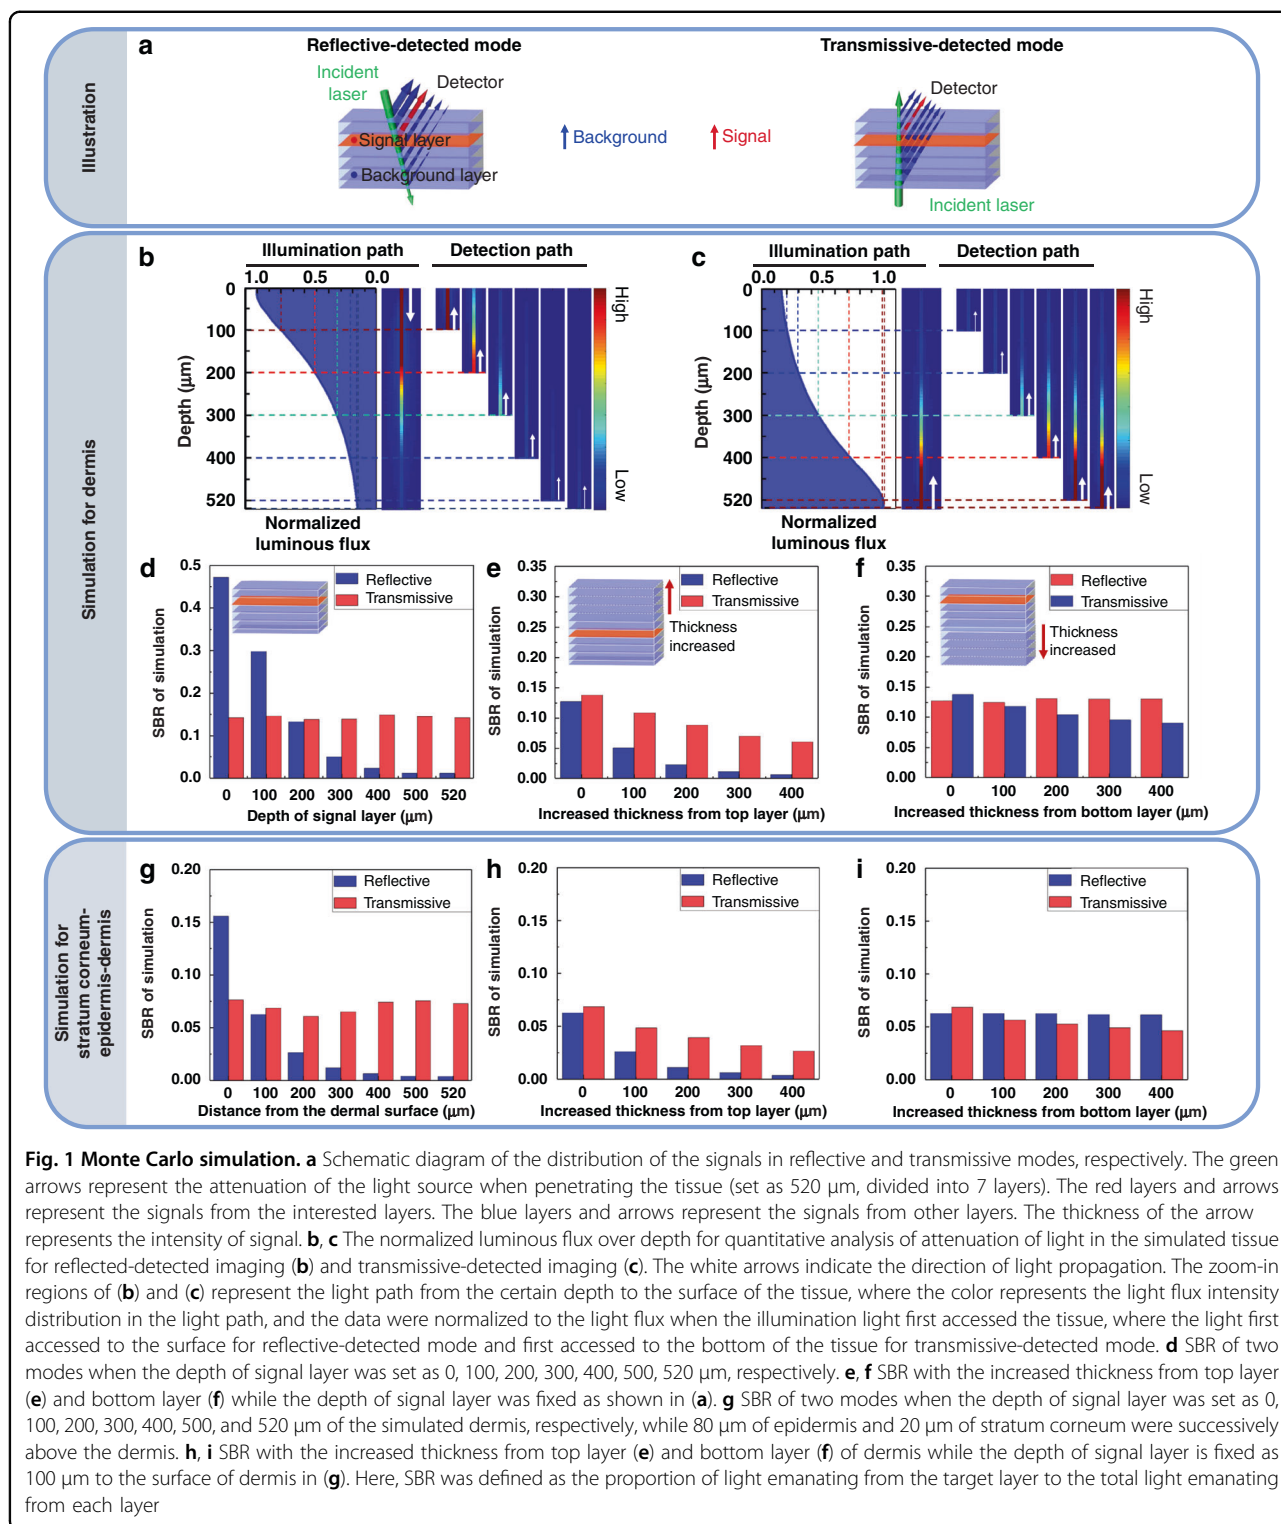 Illustration
a
Reflective-detected mode
Incident
laser
Detector
Signal layer
Background layer
Background
Signal
Transmissive-detected mode
Detector
Incident laser
Simulation for dermis
b
Illumination path
Detection path
1.0 0.5 0.0
0
100
200
300
400
520
Depth (μm)
Normalized
luminous flux
High
Low
c
Illumination path
Detection path
0.0 0.5 1.0
0
100
200
300
400
520
Depth (μm)
Normalized
luminous flux
High
Low
d
0.5
0.4
0.3
0.2
0.1
0.0
SBR of simulation
Reflective
Transmissive
0 100 200 300 400 500 520
Depth of signal layer (μm)
e
0.35
0.30
0.25
0.20
0.15
0.10
0.05
0.00
SBR of simulation
Reflective
Transmissive
Thickness
increased
0 100 200 300 400
Increased thickness from top layer (μm)
f
0.35
0.30
0.25
0.20
0.15
0.10
0.05
0.00
SBR of simulation
Reflective
Transmissive
Thickness
increased
0 100 200 300 400
Increased thickness from bottom layer (μm)
Simulation for
stratum corneum-
epidermis-dermis
g
0.20
0.15
0.10
0.05
0.00
SBR of simulation
Reflective
Transmissive
0 100 200 300 400 500 520
Distance from the dermal surface (μm)
h
0.20
0.15
0.10
0.05
0.00
SBR of simulation
Reflective
Transmissive
0 100 200 300 400
Increased thickness from top layer (μm)
i
0.20
0.15
0.10
0.05
0.00
SBR of simulation
Reflective
Transmissive
0 100 200 300 400
Increased thickness from bottom layer (μm)
Fig. 1 Monte Carlo simulation. a Schematic diagram of the distribution of the signals in reflective and transmissive modes, respectively. The green
arrows represent the attenuation of the light source when penetrating the tissue (set as 520 μm, divided into 7 layers). The red layers and arrows
represent the signals from the interested layers. The blue layers and arrows represent the signals from other layers. The thickness of the arrow
represents the intensity of signal. b, c The normalized luminous flux over depth for quantitative analysis of attenuation of light in the simulated tissue
for reflected-detected imaging (b) and transmissive-detected imaging (c). The white arrows indicate the direction of light propagation. The zoom-in
regions of (b) and (c) represent the light path from the certain depth to the surface of the tissue, where the color represents the light flux intensity
distribution in the light path, and the data were normalized to the light flux when the illumination light first accessed the tissue, where the light first
accessed to the surface for reflective-detected mode and first accessed to the bottom of the tissue for transmissive-detected mode. d SBR of two
modes when the depth of signal layer was set as 0, 100, 200, 300, 400, 500, 520 μm, respectively. e, f SBR with the increased thickness from top layer
(e) and bottom layer (f) while the depth of signal layer was fixed as shown in (a). g SBR of two modes when the depth of signal layer was set as 0,
100, 200, 300, 400, 500, and 520 μm of the simulated dermis, respectively, while 80 μm of epidermis and 20 μm of stratum corneum were successively
above the dermis. h, i SBR with the increased thickness from top layer (e) and bottom layer (f) of dermis while the depth of signal layer is fixed as
100 μm to the surface of dermis in (g). Here, SBR was defined as the proportion of light emanating from the target layer to the total light emanating
from each layer